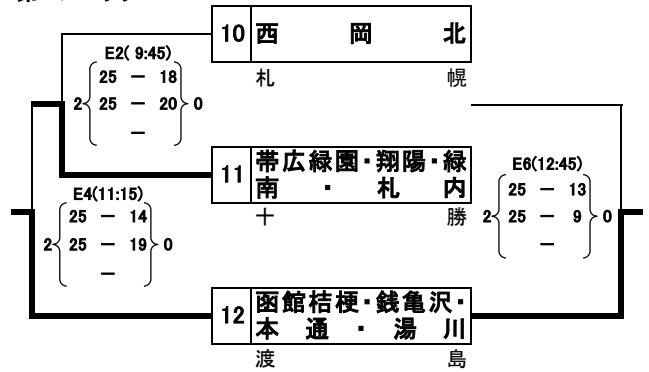 10 西岡北
札幌
E2( 9:45)
25 － 18
2 25 － 20 0
－
11 帯広緑園・翔陽・緑
南・札内
十勝
E4(11:15)
25 － 14
2 25 － 19 0
－
E6(12:45)
25 － 13
2 25 － 9 0
－
12 函館桔梗・銭亀沢・
本通・湯川
渡島